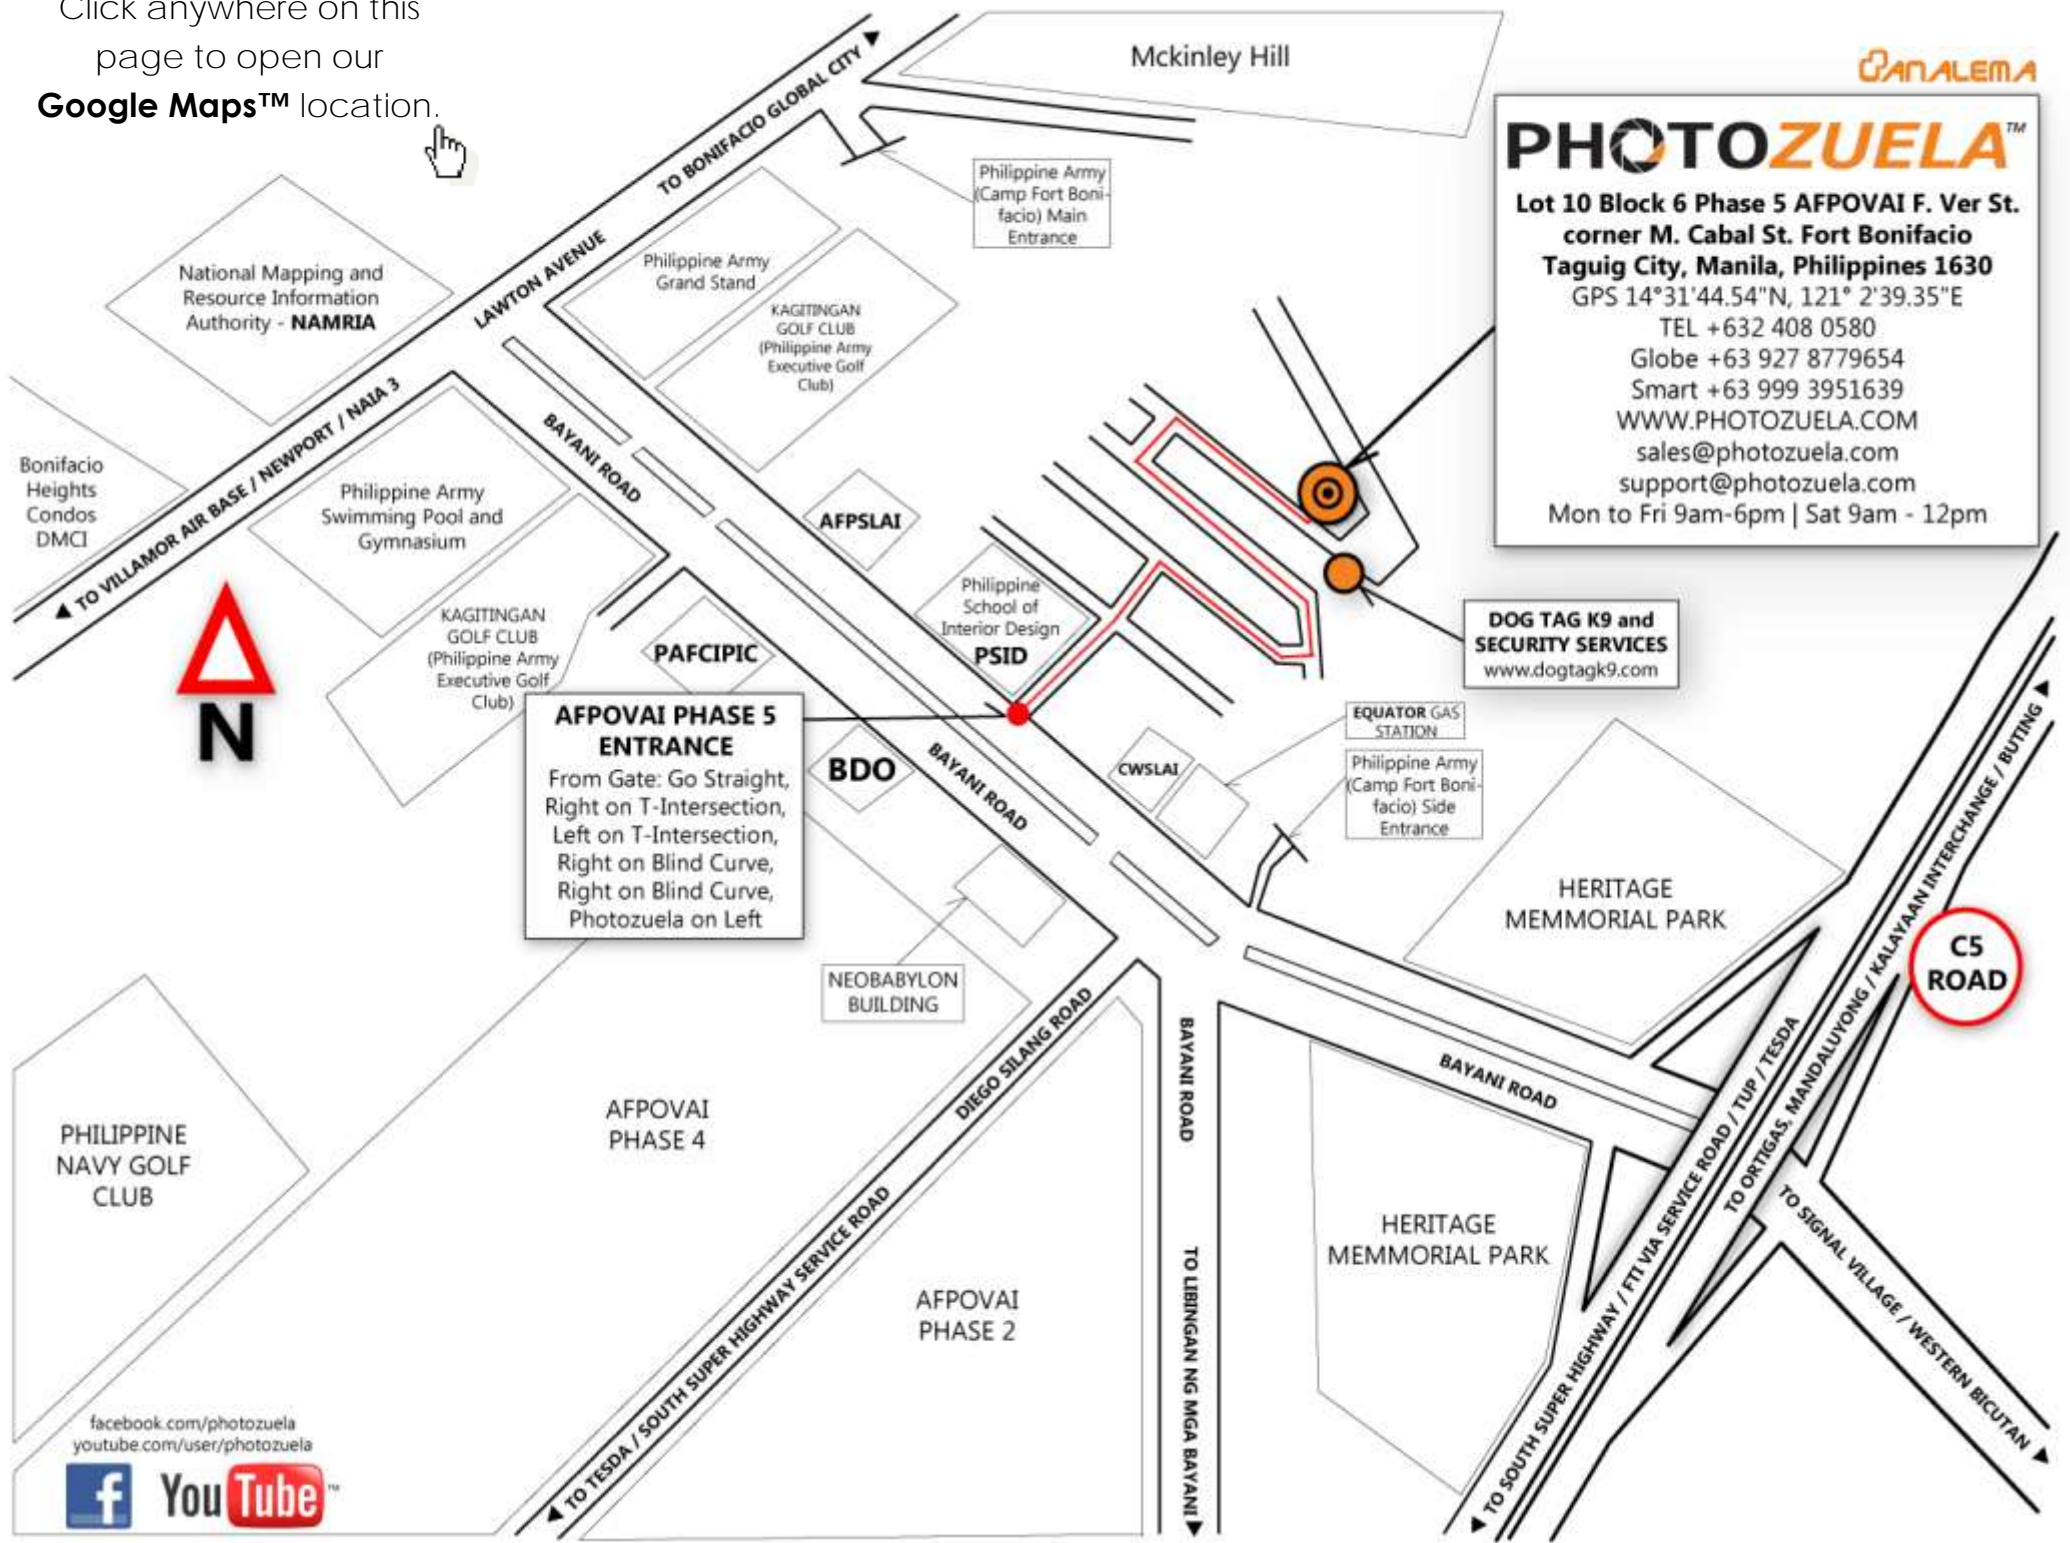 Click anywhere on this
page to open our
Google Maps™ location.
Mckinley Hill
ANALEMA
PHOTOZUELA™
Lot 10 Block 6 Phase 5 AFPOVAI F. Ver St.
corner M. Cabal St. Fort Bonifacio
Taguig City, Manila, Philippines 1630
GPS 14°31'44.54"N, 121° 2'39.35"E
TEL +632 408 0580
Globe +63 927 8779654
Smart +63 999 3951639
WWW.PHOTOZUELA.COM
sales@photozuela.com
support@photozuela.com
Mon to Fri 9am-6pm | Sat 9am - 12pm
TO BONIFACIO GLOBAL CITY
LAWTON AVENUE
TO VILLAMOR AIR BASE / NEWPORT / NAIA 3
Philippine Army
(Camp Fort Boni-
facio) Main
Entrance
National Mapping and
Resource Information
Authority - NAMRIA
Philippine Army
Grand Stand
KAGITINGAN
GOLF CLUB
(Philippine Army
Executive Golf
Club)
Bonifacio
Heights
Condos
DMCI
Philippine Army
Swimming Pool and
Gymnasium
BAYANI ROAD
AFPSLAI
KAGITINGAN
GOLF CLUB
(Philippine Army
Executive Golf
Club)
N
PAFCIPIC
Philippine
School of
Interior Design
PSID
DOG TAG K9 and
SECURITY SERVICES
www.dogtagk9.com
AFPOVAI PHASE 5
ENTRANCE
From Gate: Go Straight,
Right on T-Intersection,
Left on T-Intersection,
Right on Blind Curve,
Right on Blind Curve,
Photozuela on Left
BDO
BAYANI ROAD
CWSLAI
EQUATOR GAS
STATION
Philippine Army
(Camp Fort Boni-
facio) Side
Entrance
HERITAGE
MEMMORIAL PARK
C5
ROAD
NEOBABYLON
BUILDING
DIEGO SILANG ROAD
BAYANI ROAD
BAYANI ROAD
TO ORTIGAS, MANDALUYONG / KALAYAAN INTERCHANGE / BUTING
TO SOUTH SUPER HIGHWAY / FTI VIA SERVICE ROAD / TUP / TESDA
TO SIGNAL VILLAGE / WESTERN BICUTAN
AFPOVAI
PHASE 4
PHILIPPINE
NAVY GOLF
CLUB
TO TESDA / SOUTH SUPER HIGHWAY SERVICE ROAD
TO LIBINGAN NG MGA BAYANI
HERITAGE
MEMMORIAL PARK
AFPOVAI
PHASE 2
facebook.com/photozuela
youtube.com/user/photozuela
f YouTube™